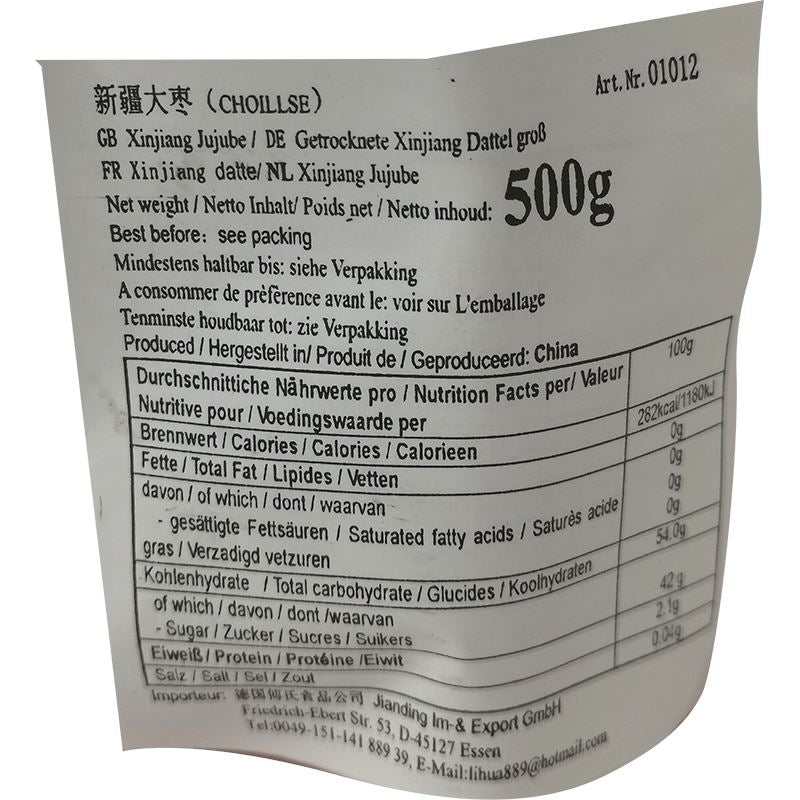 新疆大枣（CHOILLSE）
Art. Nr. 01012
GB Xinjiang Jujube / DE Getrocknete Xinjiang Dattel groß
FR Xinjiang datte/ NL Xinjiang Jujube
Net weight / Netto Inhalt/ Poids net / Netto inhoud: 500g
Best before: see packing
Mindestens haltbar bis: siehe Verpakking
A consommer de prèfèrence avant le: voir sur L'emballage
Tenminste houdbaar tot: zie Verpakking
Produced / Hergestellt in/ Produit de / Geproduceerd: China
Durchschnittiche Nåhrwerte pro / Nutrition Facts per/ Valeur
Nutritive pour / Voedingswaarde per
100g
Brennwert / Calories / Calories / Calorieen
282kcal/1180kJ
Fette / Total Fat / Lipides / Vetten
0g
davon / of which / dont / waarvan
0g
- gesättigte Fettsäuren / Saturated fatty acids / Saturès acide
0g
gras / Verzadigd vetzuren
0g
Kohlenhydrate / Total carbohydrate / Glucides / Koolhydraten
54.0g
of which / davon / dont /waarvan
- Sugar / Zucker / Sucres / Suikers
42 g
Eiweiß / Protein / Protéine /Eiwit
2.1g
Salz / Salt / Sel / Zout
0.04g
Importeur: 德国傅氏食品公司 Jianding Im-& Export GmbH
Friedrich-Ebert Str. 53, D-45127 Essen
Tel:0049-151-141 889 39, E-Mail:lihua889@hotmail.com